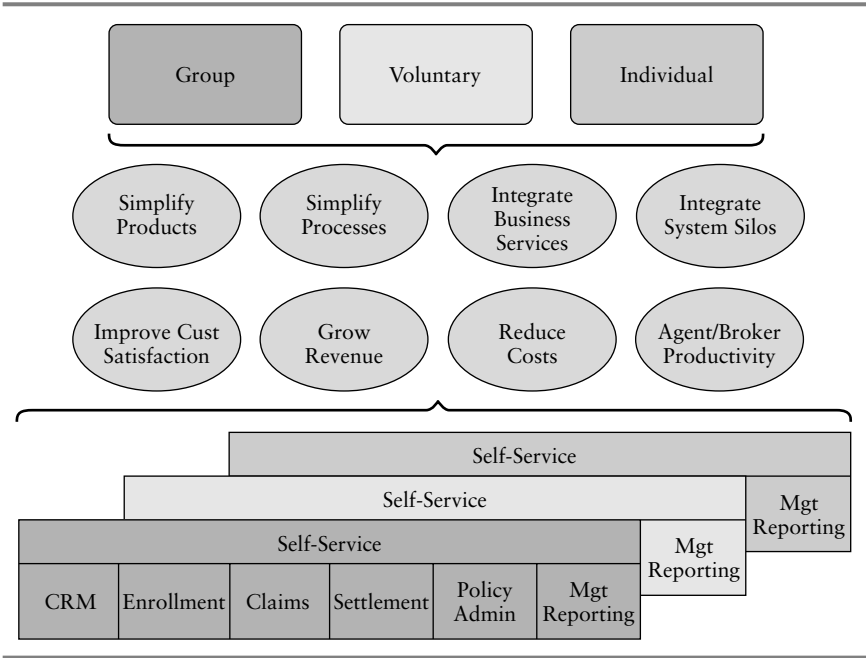 Group
Voluntary
Individual
Simplify
Products
Simplify
Processes
Integrate
Business
Services
Integrate
System Silos
Improve Cust
Satisfaction
Grow
Revenue
Reduce
Costs
Agent/Broker
Productivity
Self-Service
Self-Service
Mgt
Reporting
Self-Service
Mgt
Reporting
CRM
Enrollment
Claims
Settlement
Policy
Admin
Mgt
Reporting